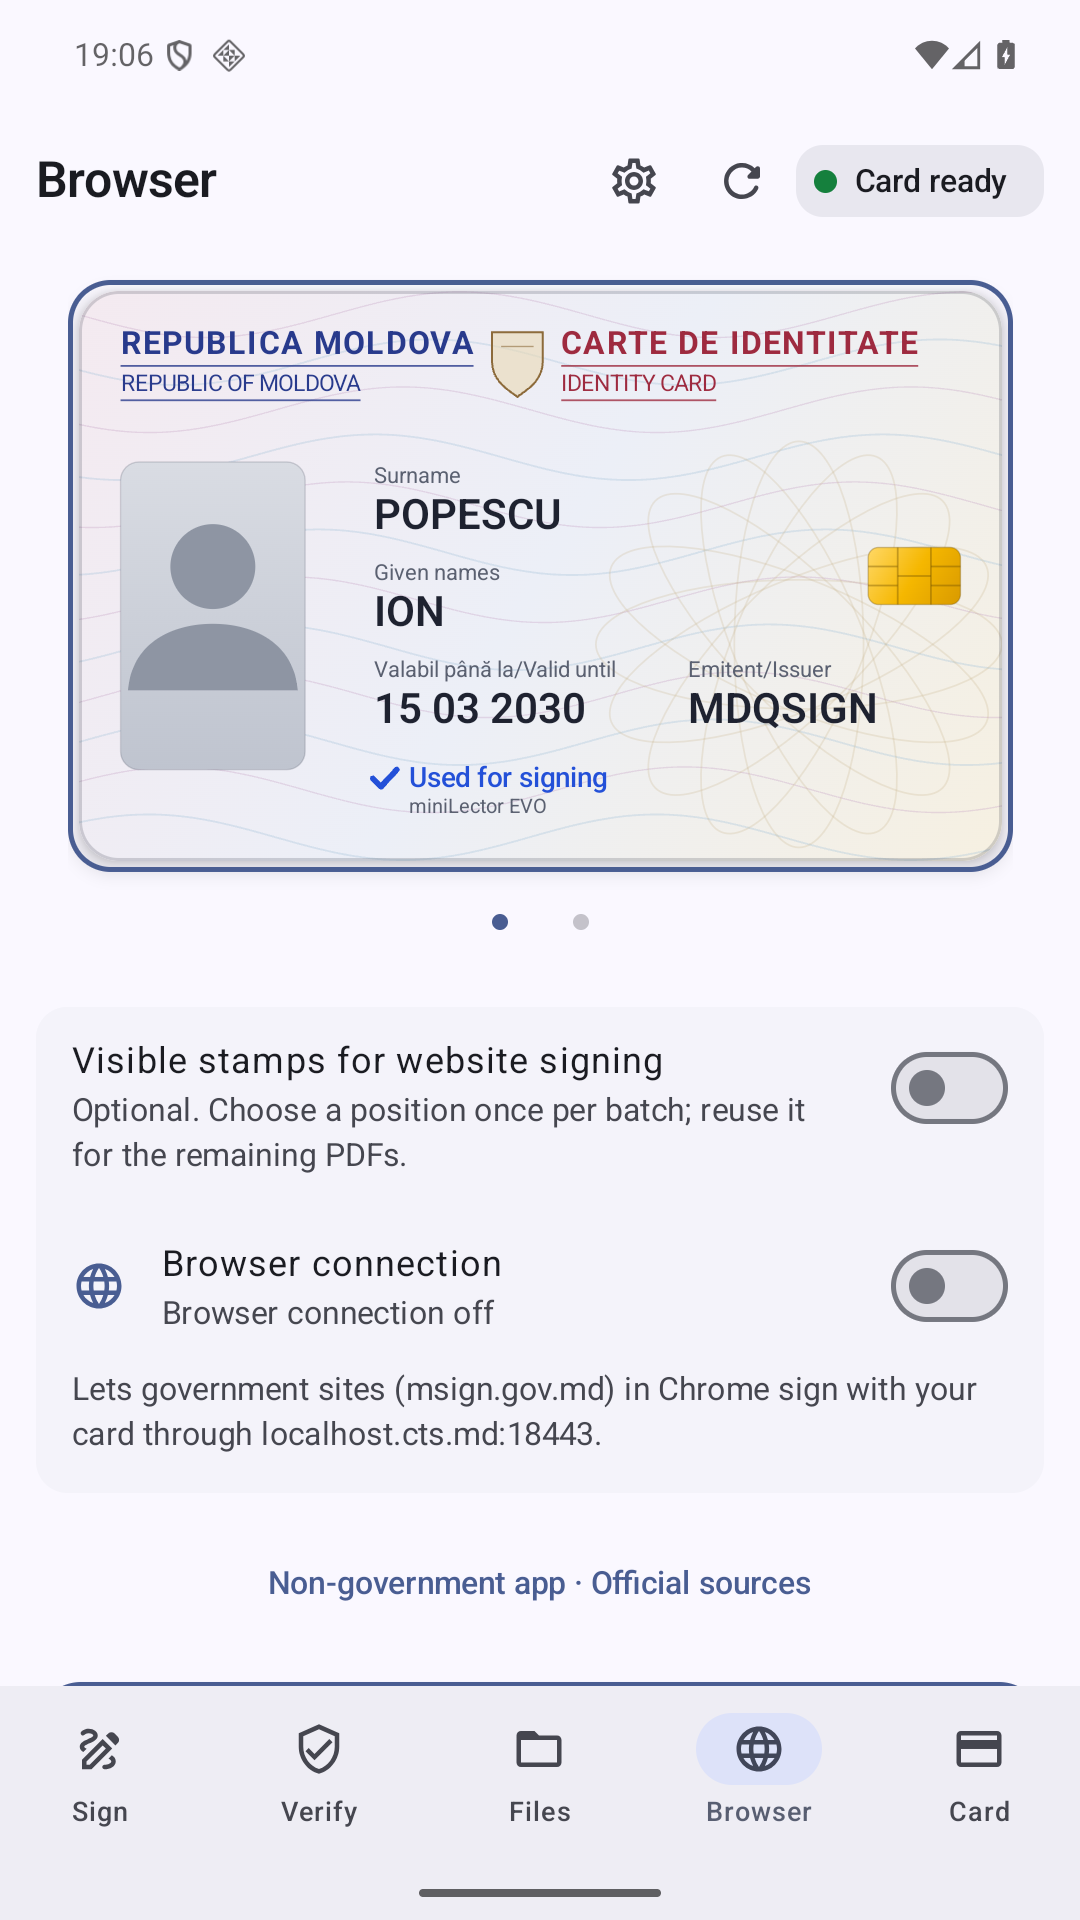 19:06
Browser
Card ready
REPUBLICA MOLDOVA
REPUBLIC OF MOLDOVA
CARTE DE IDENTITATE
IDENTITY CARD
Surname
POPESCU
Given names
ION
Valabil până la/Valid until
15 03 2030
Emitent/Issuer
MDQSIGN
Used for signing
miniLector EVO
Visible stamps for website signing
Optional. Choose a position once per batch; reuse it
for the remaining PDFs.
Browser connection
Browser connection off
Lets government sites (msign.gov.md) in Chrome sign with your
card through localhost.cts.md:18443.
Non-government app · Official sources
Sign
Verify
Files
Browser
Card